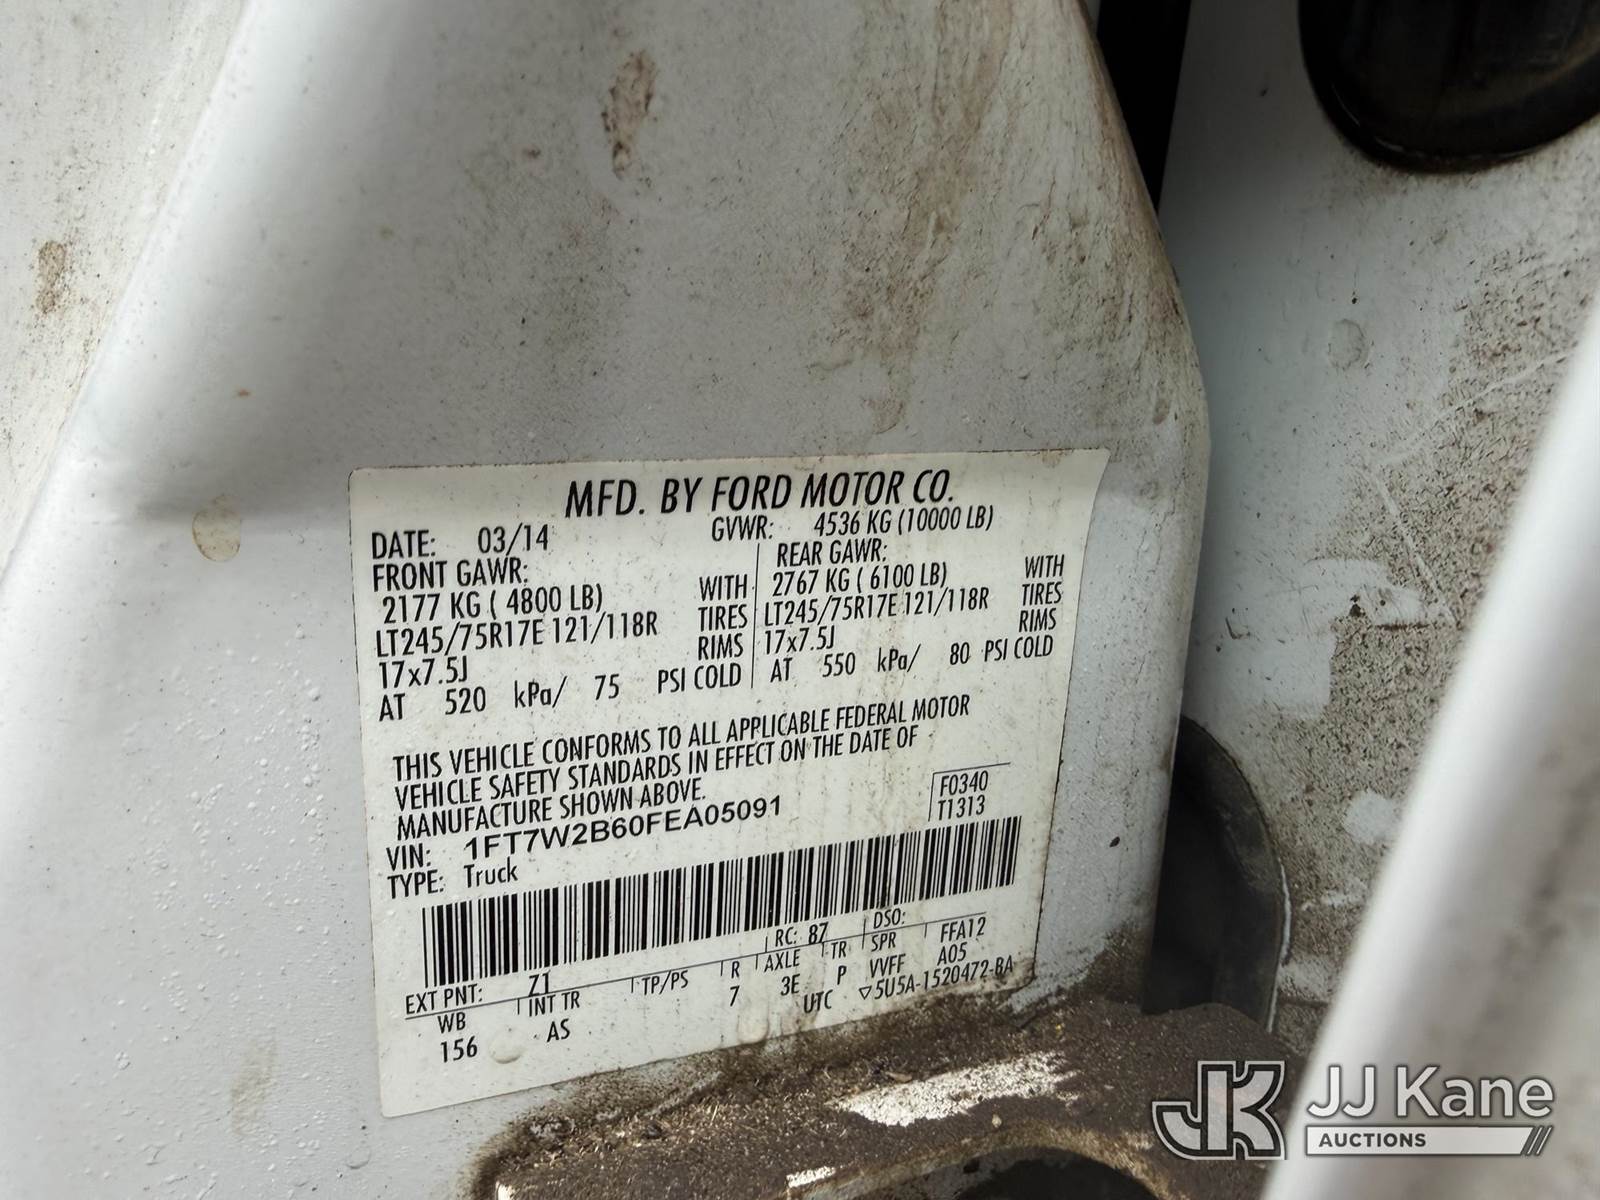 MFD. BY FORD MOTOR CO.
DATE: 03/14 GVWR: 4536 KG (10000 LB)
FRONT GAWR: REAR GAWR:
2177 KG ( 4800 LB) WITH 2767 KG ( 6100 LB) WITH
LT245/75R17E 121/118R TIRES LT245/75R17E 121/118R TIRES
17x7.5J RIMS 17x7.5J RIMS
AT 520 kPa/ 75 PSI COLD AT 550 kPa/ 80 PSI COLD
THIS VEHICLE CONFORMS TO ALL APPLICABLE FEDERAL MOTOR
VEHICLE SAFETY STANDARDS IN EFFECT ON THE DATE OF
MANUFACTURE SHOWN ABOVE.
F0340
T1313
VIN: 1FT7W2B60FEA05091
TYPE: Truck
EXT PNT: Z1 RC: 87 DSO:
WB INT TR TP/PS R AXLE TR SPR FFA12
156 AS 7 3E P VVFF A05
UTC ▽5U5A-1520472-BA
JK JJ Kane
AUCTIONS